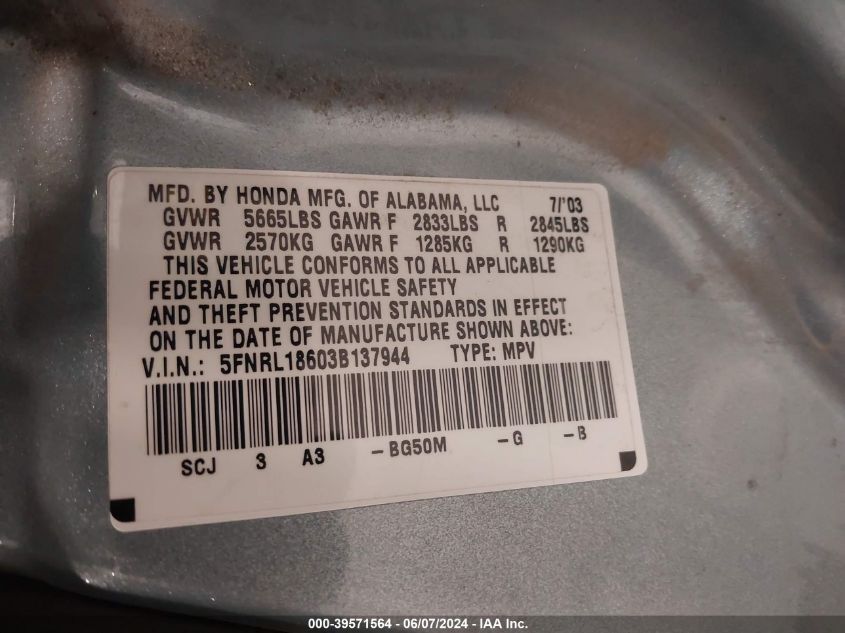 MFD. BY HONDA MFG. OF ALABAMA, LLC 7/'03
GVWR 5665LBS GAWR F 2833LBS R 2845LBS
GVWR 2570KG GAWR F 1285KG R 1290KG
THIS VEHICLE CONFORMS TO ALL APPLICABLE
FEDERAL MOTOR VEHICLE SAFETY
AND THEFT PREVENTION STANDARDS IN EFFECT
ON THE DATE OF MANUFACTURE SHOWN ABOVE:
V.I.N.: 5FNRL18603B137944 TYPE: MPV
SCJ 3 A3 -BG50M -G -B
000-39571564 | 06/07/2024 - IAA Inc.